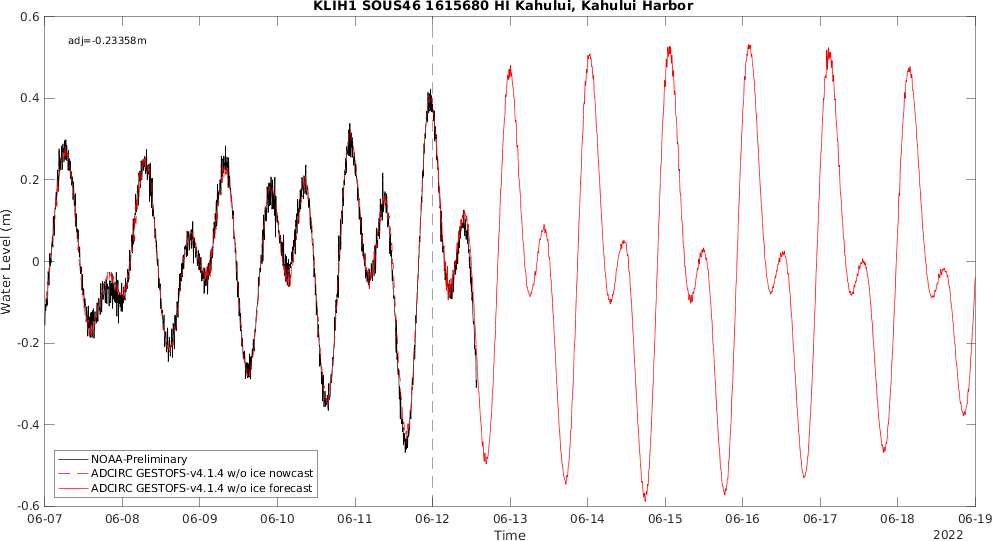 KLIH1 SOUS46 1615680 HI Kahului, Kahului Harbor
adj=-0.23358m
0.6
0.4
0.2
0
-0.2
-0.4
-0.6
Water Level (m)
NOAA-Preliminary
ADCIRC GESTOFS-v4.1.4 w/o ice nowcast
ADCIRC GESTOFS-v4.1.4 w/o ice forecast
06-07 06-08 06-09 06-10 06-11 06-12 06-13 06-14 06-15 06-16 06-17 06-18 06-19
Time
2022